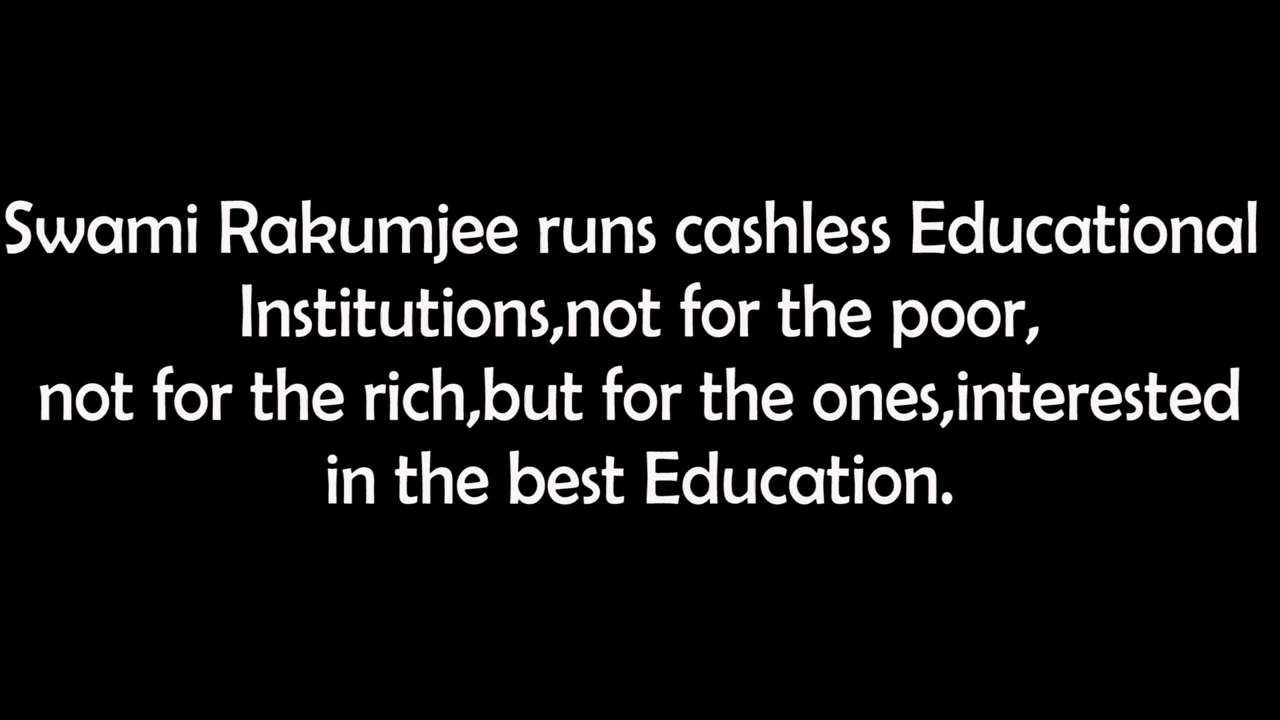 Swami Rakumjee runs cashless Educational
Institutions,not for the poor,
not for the rich,but for the ones,interested
in the best Education.